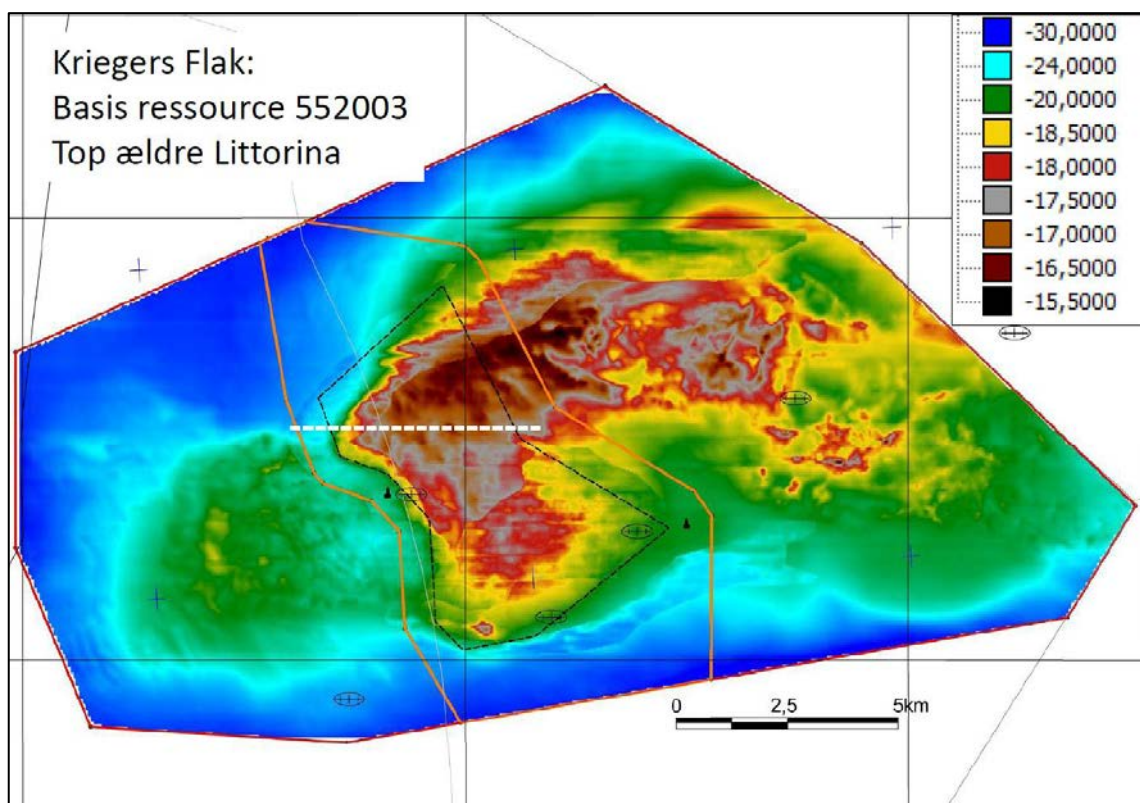 Kriegers Flak:
Basis ressource 552003
Top ældre Littorina
-30,0000
-24,0000
-20,0000
-18,5000
-18,0000
-17,5000
-17,0000
-16,5000
-15,5000
0 2,5 5km